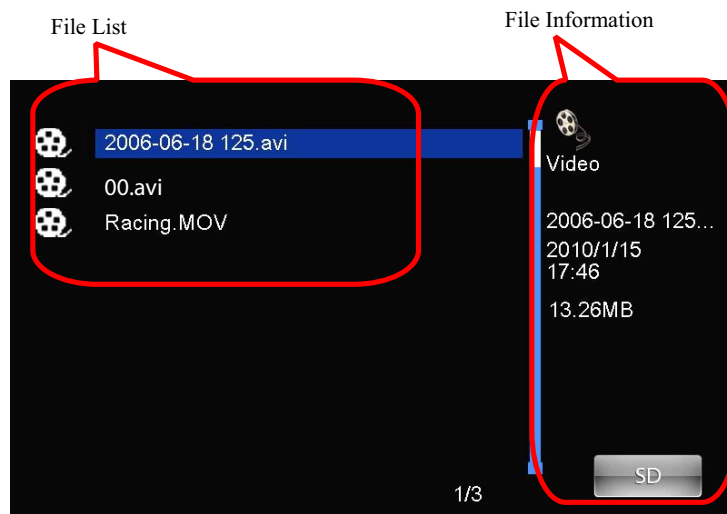 File List
File Information
2006-06-18 125.avi
00.avi
Racing.MOV
1/3
Video
2006-06-18 125...
2010/1/15
17:46
13.26MB
SD